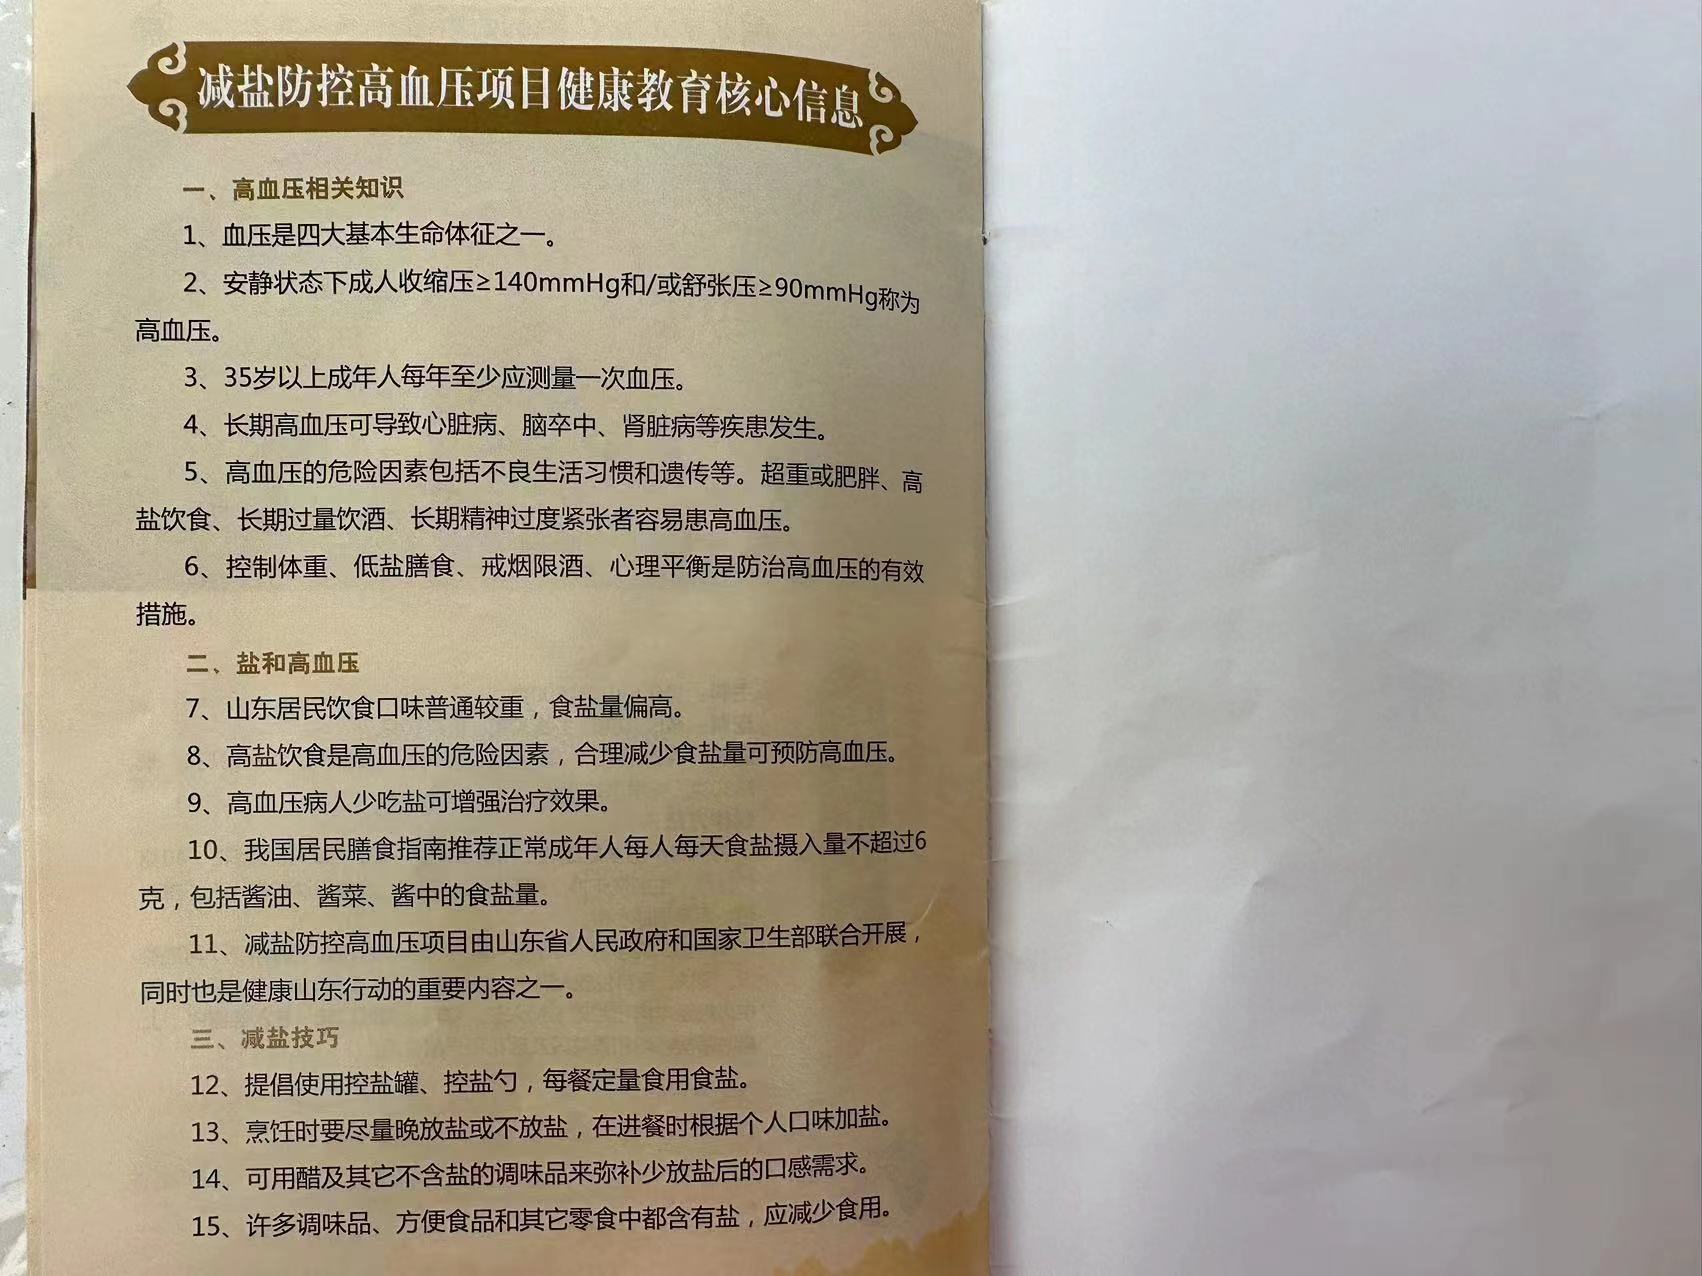 减盐防控高血压项目健康教育核心信息
一、高血压相关知识
1、血压是四大基本生命体征之一。
2、安静状态下成人收缩压≥140mmHg和/或舒张压≥90mmHg称为
高血压。
3、35岁以上成年人每年至少应测量一次血压。
4、长期高血压可导致心脏病、脑卒中、肾脏病等疾患发生。
5、高血压的危险因素包括不良生活习惯和遗传等。超重或肥胖、高
盐饮食、长期过量饮酒、长期精神过度紧张者容易患高血压。
6、控制体重、低盐膳食、戒烟限酒、心理平衡是防治高血压的有效
措施。
二、盐和高血压
7、山东居民饮食口味普通较重，食盐量偏高。
8、高盐饮食是高血压的危险因素，合理减少食盐量可预防高血压。
9、高血压病人少吃盐可增强治疗效果。
10、我国居民膳食指南推荐正常成年人每人每天食盐摄入量不超过6
克，包括酱油、酱菜、酱中的食盐量。
11、减盐防控高血压项目由山东省人民政府和国家卫生部联合开展，
同时也是健康山东行动的重要内容之一。
三、减盐技巧
12、提倡使用控盐罐、控盐勺，每餐定量食用食盐。
13、烹饪时要尽量晚放盐或不放盐，在进餐时根据个人口味加盐。
14、可用醋及其它不含盐的调味品来弥补少放盐后的口感需求。
15、许多调味品、方便食品和其它零食中都含有盐，应减少食用。